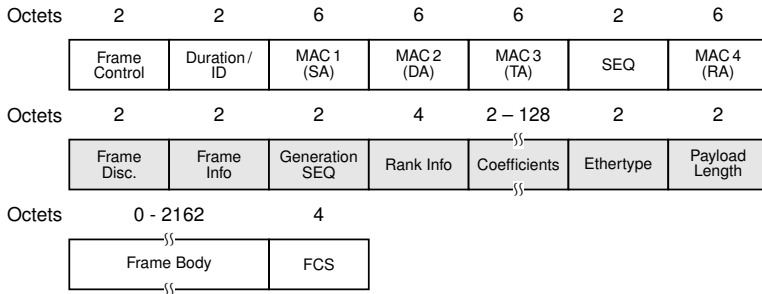 Octets 2 2 6 6 6 2 6
Frame Control Duration / ID MAC 1 (SA) MAC 2 (DA) MAC 3 (TA) SEQ MAC 4 (RA)
Octets 2 2 2 4 2 – 128 2 2
Frame Disc. Frame Info Generation SEQ Rank Info Coefficients Ethertype Payload Length
Octets 0 - 2162 4
Frame Body FCS